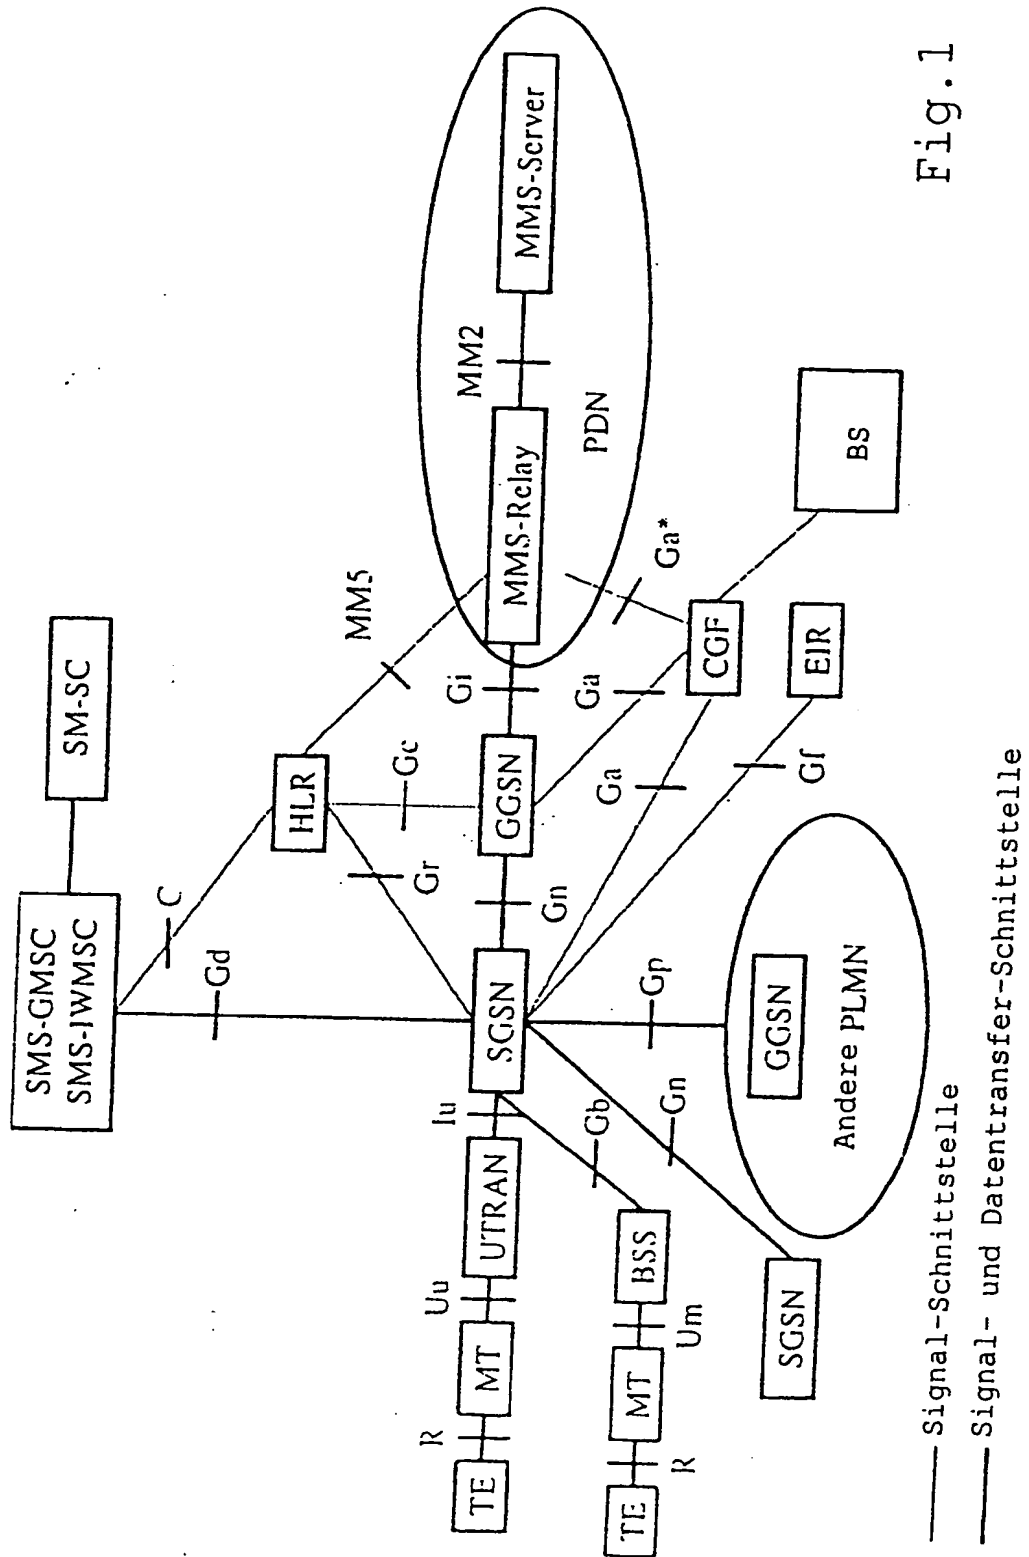 SMS-GMSC
SMS-IWMSC
SM-SC
C
Gd
HLR
MM5
Gr
Gc
TE
R
MT
Uu
UTRAN
Iu
SGSN
Gn
GGSN
Gi
MMS-Relay
MM2
MMS-Server
PDN
TE
R
MT
Um
BSS
Gb
Gn
Gp
Ga
Ga
Ga*
Gf
CGF
EIR
BS
SGSN
GGSN
Andere PLMN
Signal-Schnittstelle
Signal- und Datentransfer-Schnittstelle
Fig.1